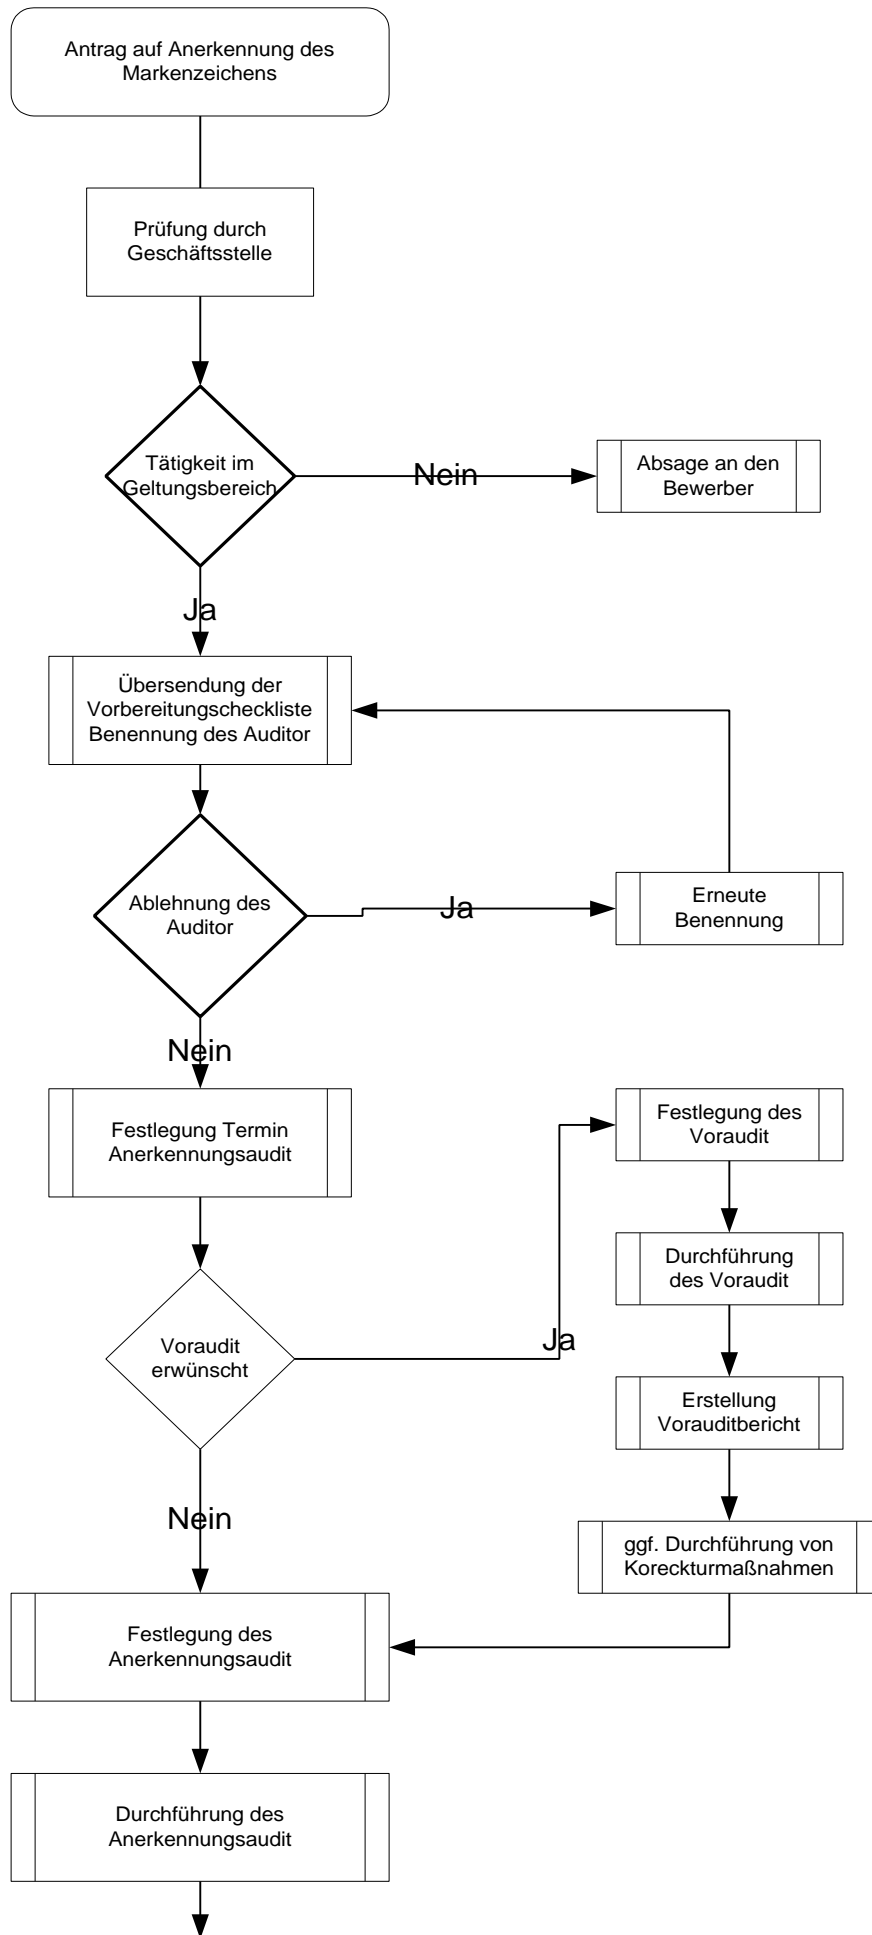 Antrag auf Anerkennung des
Markenzeichens
Prüfung durch
Geschäftsstelle
Tätigkeit im
Geltungsbereich
Nein
Absage an den
Bewerber
Ja
Übersendung der
Vorbereitungscheckliste
Benennung des Auditor
Ablehnung des
Auditor
Ja
Erneute
Benennung
Nein
Festlegung Termin
Anerkennungsaudit
Festlegung des
Voraudit
Durchführung
des Voraudit
Voraudit
erwünscht
Ja
Erstellung
Vorauditbericht
Nein
ggf. Durchführung von
Koreckturmaßnahmen
Festlegung des
Anerkennungsaudit
Durchführung des
Anerkennungsaudit